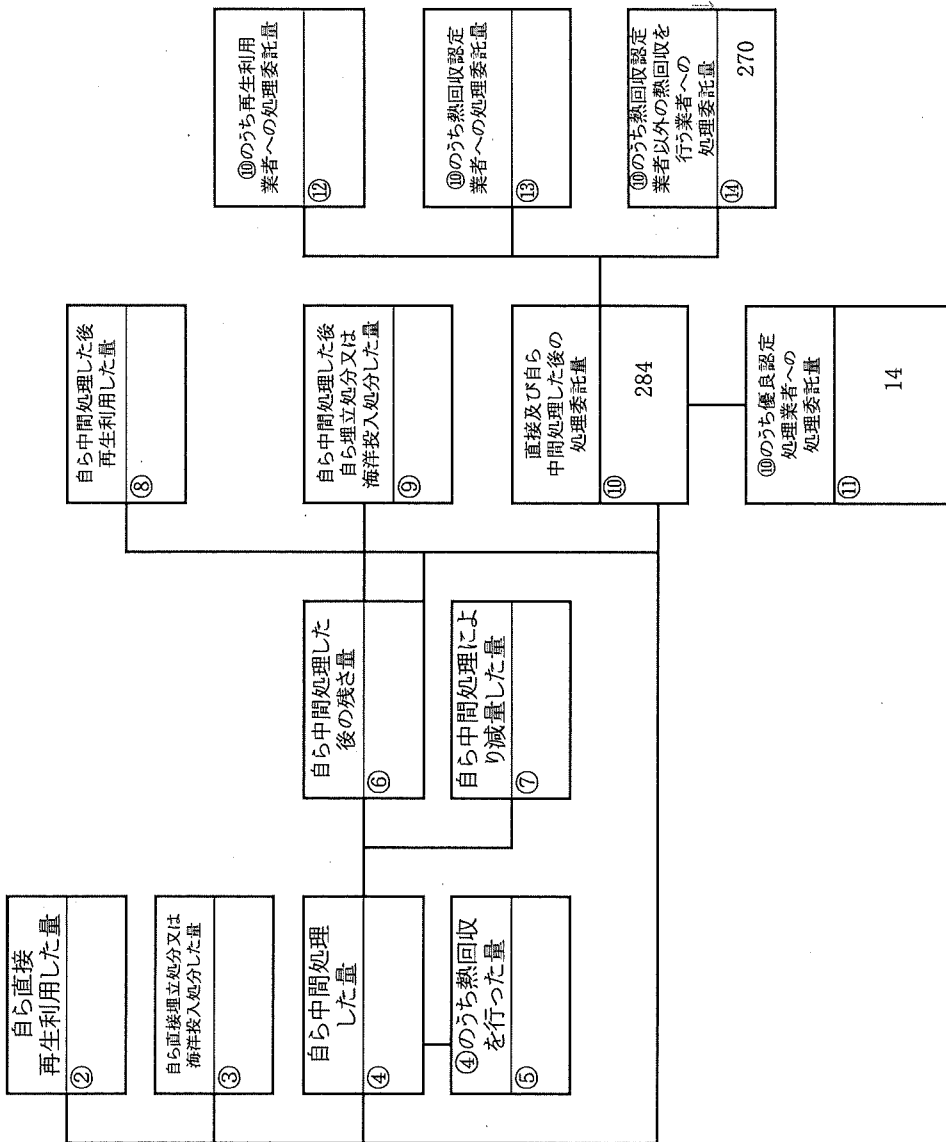 自ら直接
再生利用した量
②
自ら直接埋立処分又は
海洋投入処分した量
③
自ら中間処理
した量
④
④のうち熱回収
を行った量
⑤
自ら中間処理した
後の残さ量
⑥
自ら中間処理によ
り減量した量
⑦
自ら中間処理した後
再生利用した量
⑧
自ら中間処理した後
自ら埋立処分又は
海洋投入処分した量
⑨
直接及び自ら
中間処理した後の
処理委託量
⑩
284
⑩のうち優良認定
処理業者への
処理委託量
⑪
14
⑩のうち再生利用
業者への処理委託量
⑫
⑩のうち熱回収認定
業者への処理委託量
⑬
⑩のうち熱回収認定
業者以外の熱回収を
行う業者への
処理委託量
⑭
270